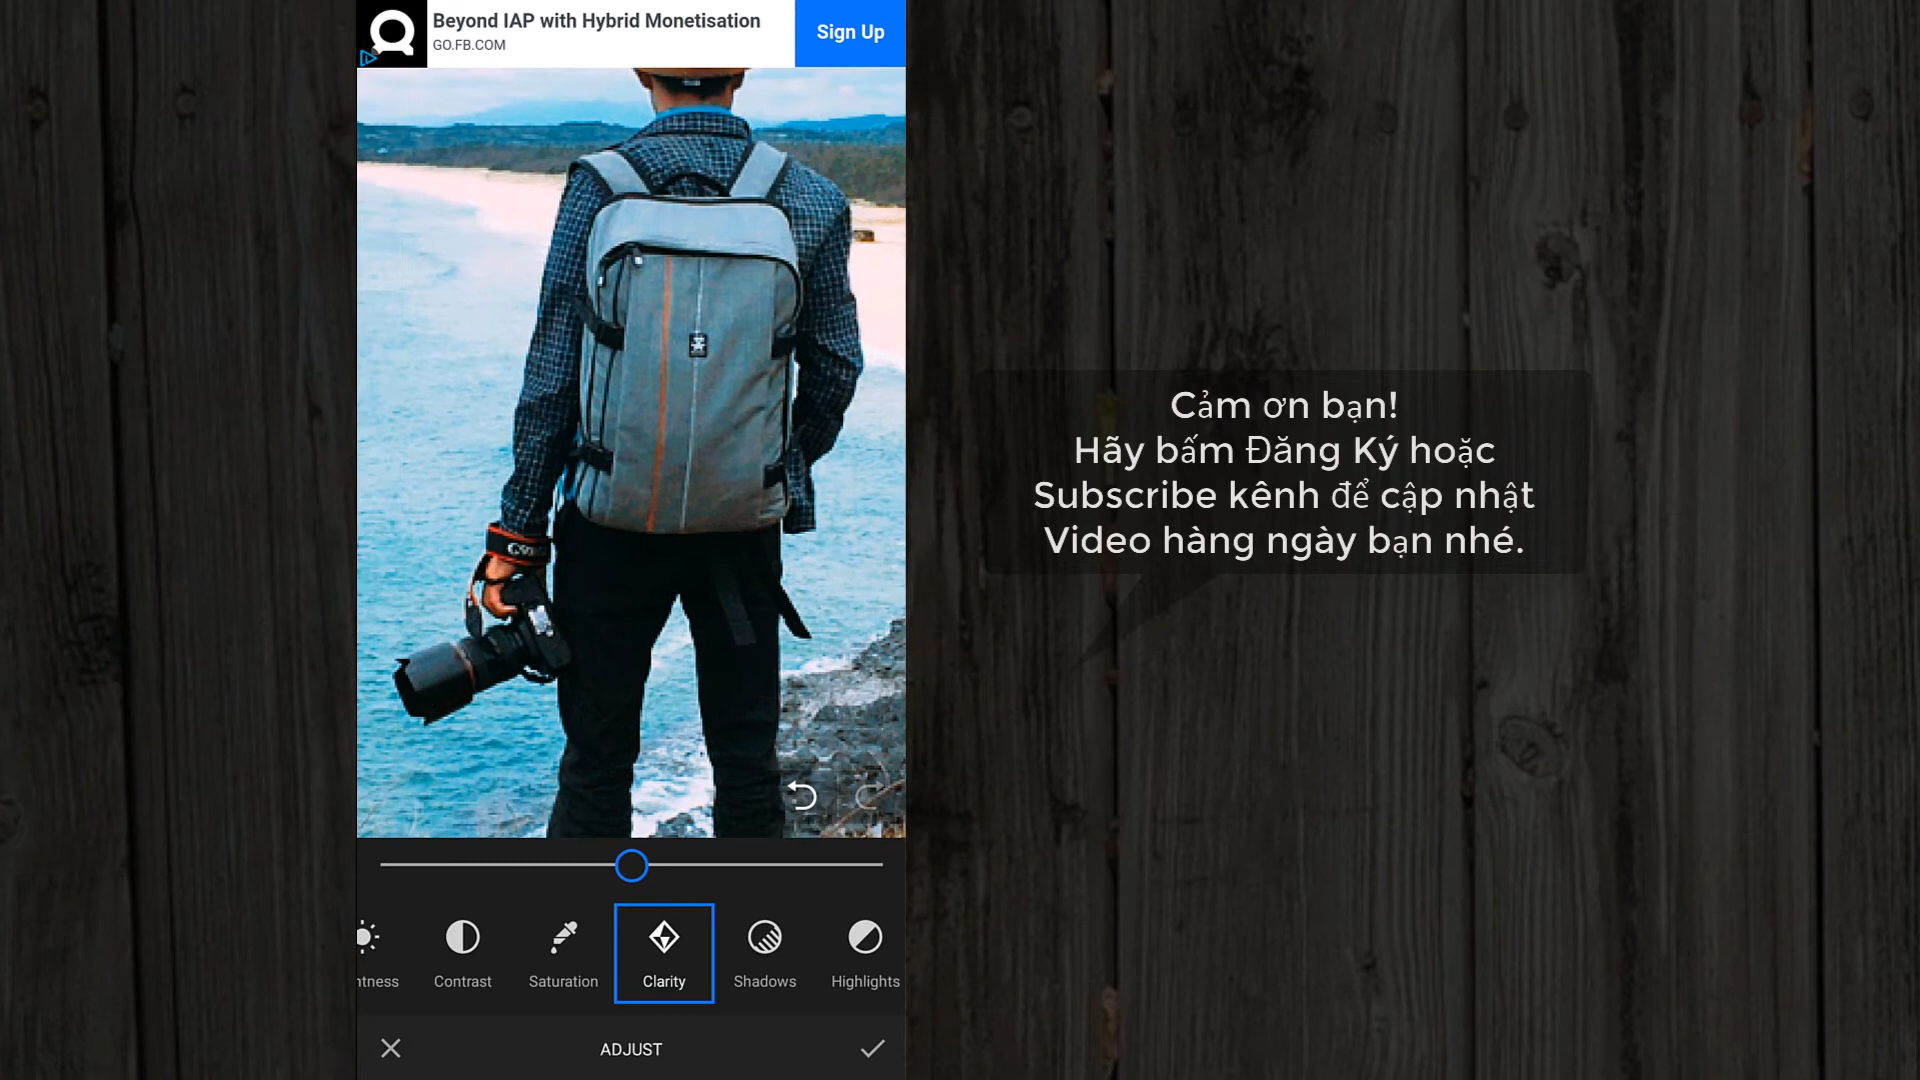 Beyond IAP with Hybrid Monetisation
GO.FB.COM
Sign Up
Cảm ơn bạn!
Hãy bấm Đăng Ký hoặc
Subscribe kênh để cập nhật
Video hàng ngày bạn nhé.
ntness
Contrast
Saturation
Clarity
Shadows
Highlights
ADJUST